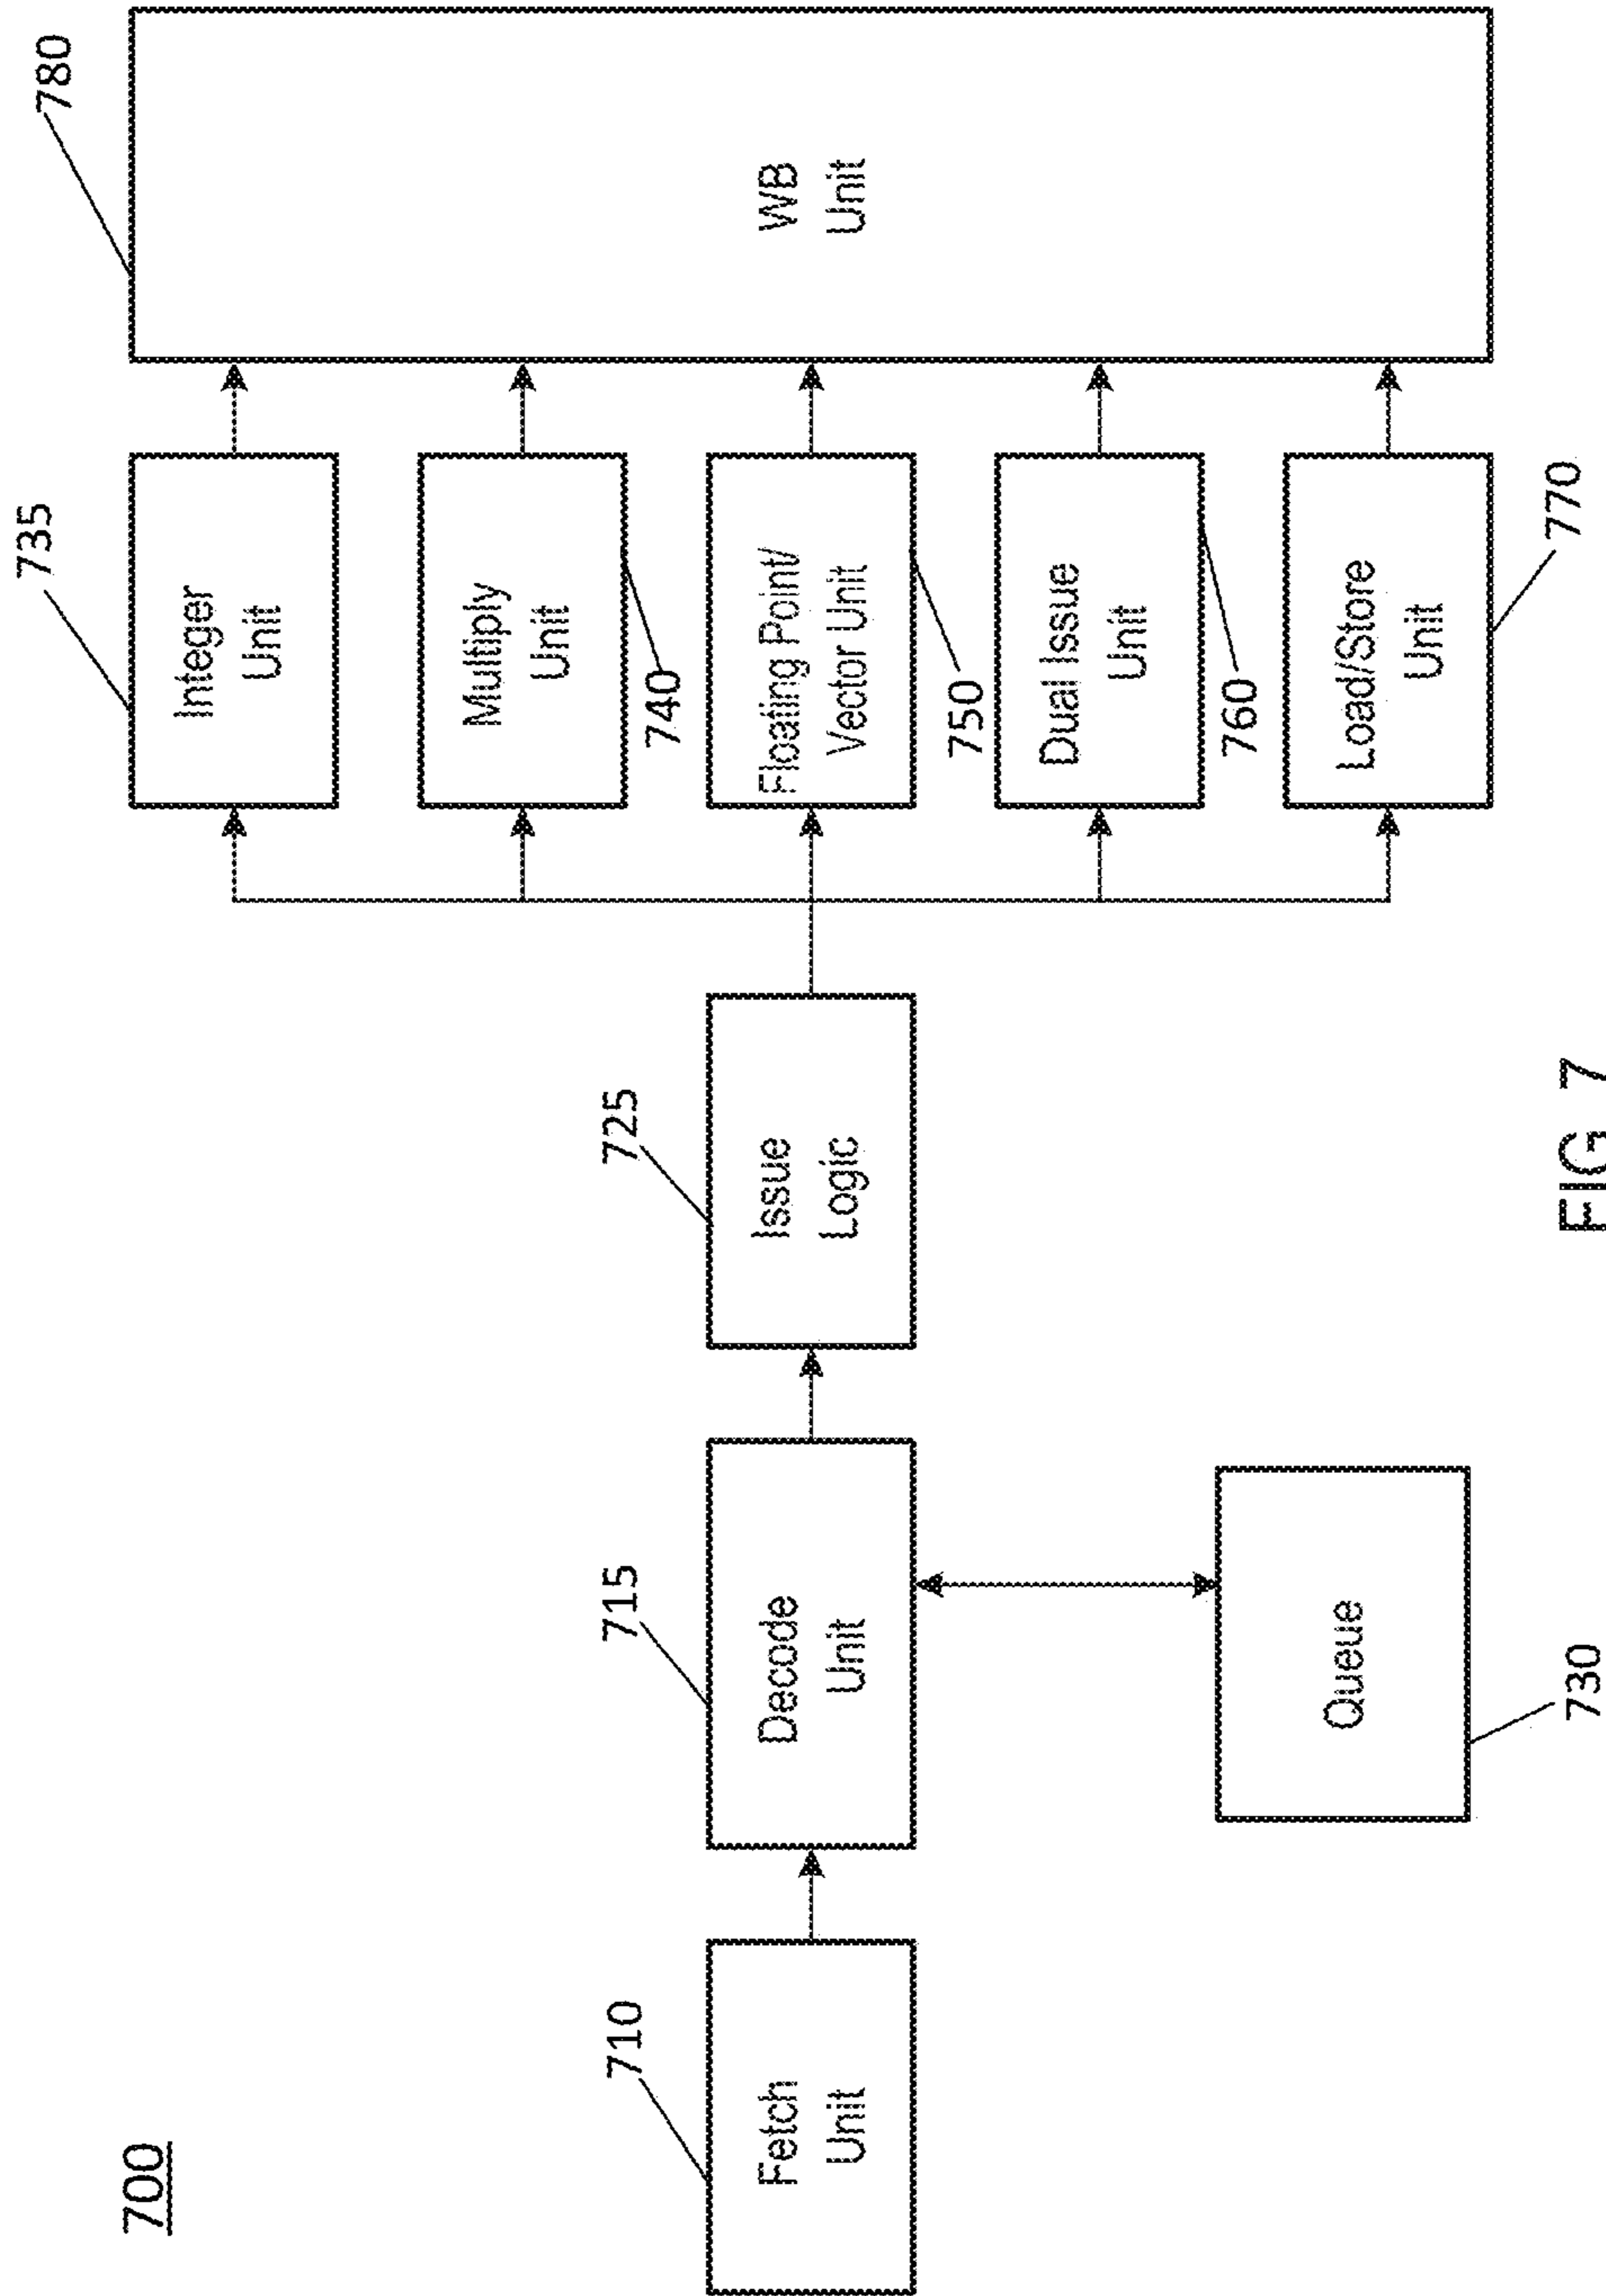 700
710
Fetch
Unit
715
Decode
Unit
Queue
730
725
Issue
Logic
735
Integer
Unit
Multiply
Unit
740
Floating Point/
Vector Unit
750
Dual Issue
Unit
760
Load/Store
Unit
770
780
WB
Unit
FIG 7